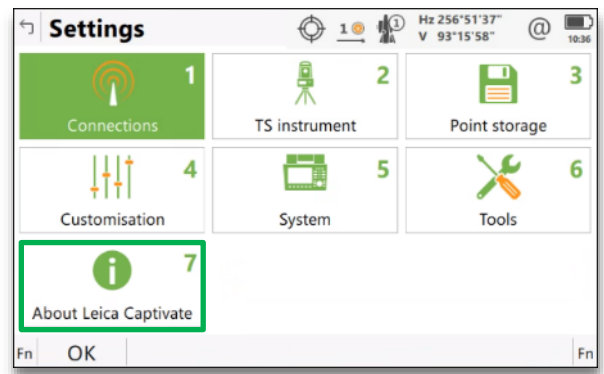 Settings
1
1
Hz 256°51'37"
V 93°15'58"
@
10:36
1
Connections
2
TS instrument
3
Point storage
4
Customisation
5
System
6
Tools
i
7
About Leica Captivate
Fn
OK
Fn